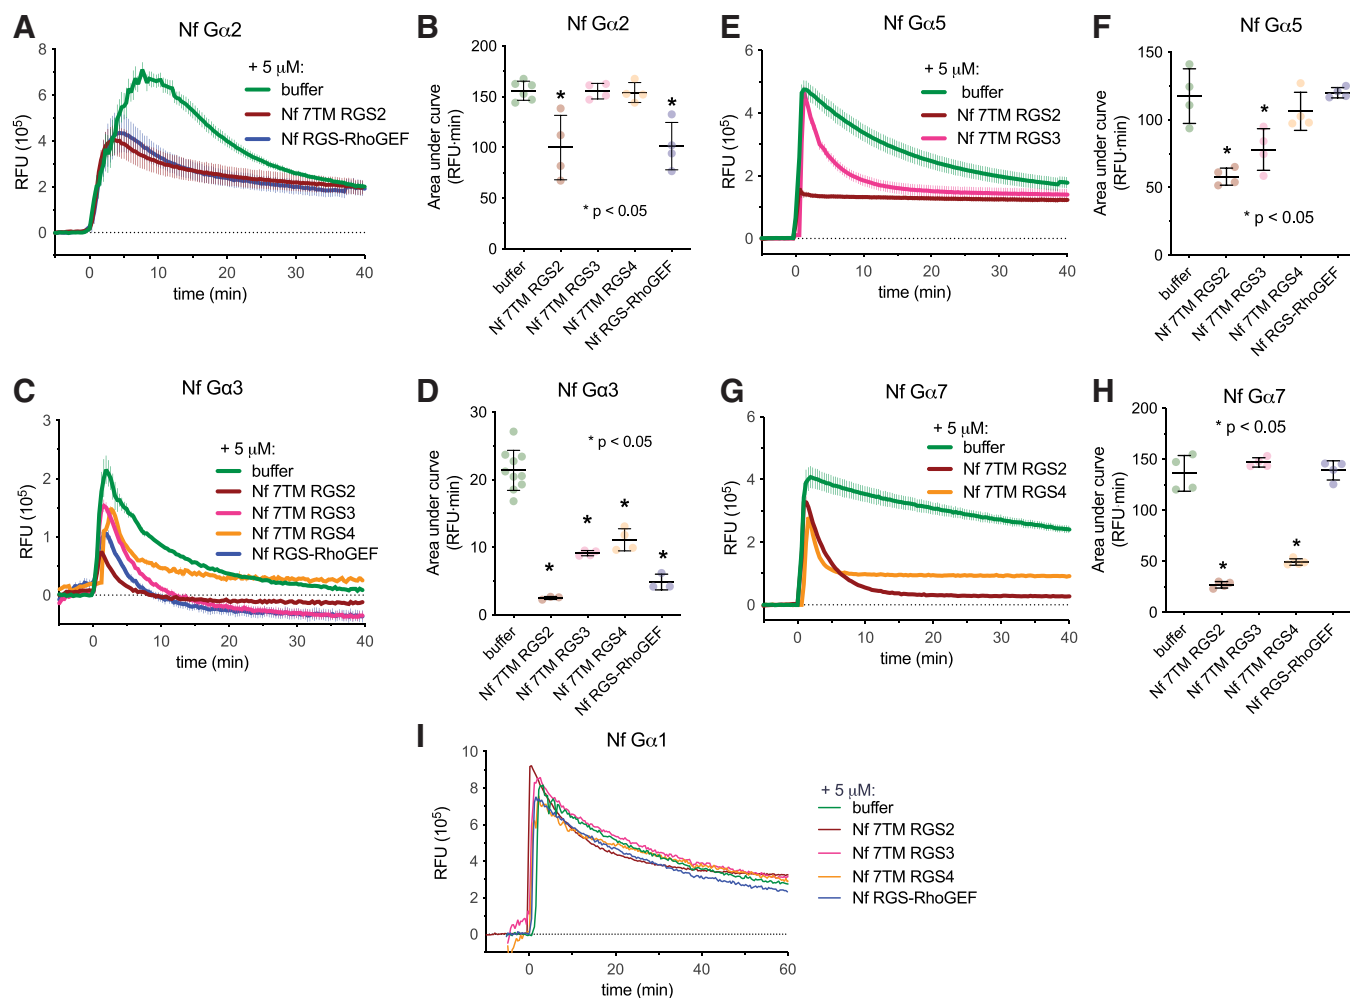 A
Nf Gα2
RFU (10⁵)
8
6
4
2
0
+ 5 μM:
buffer
Nf 7TM RGS2
Nf RGS-RhoGEF
0 10 20 30 40
time (min)
B
Nf Gα2
Area under curve
(RFU·min)
200
150
100
50
0
*
*
* p < 0.05
buffer
Nf 7TM RGS2
Nf 7TM RGS3
Nf 7TM RGS4
Nf RGS-RhoGEF
E
Nf Gα5
RFU (10⁵)
6
4
2
0
+ 5 μM:
buffer
Nf 7TM RGS2
Nf 7TM RGS3
0 10 20 30 40
time (min)
F
Nf Gα5
Area under curve
(RFU·min)
150
100
50
0
*
*
* p < 0.05
buffer
Nf 7TM RGS2
Nf 7TM RGS3
Nf 7TM RGS4
Nf RGS-RhoGEF
C
Nf Gα3
RFU (10⁵)
3
2
1
0
+ 5 μM:
buffer
Nf 7TM RGS2
Nf 7TM RGS3
Nf 7TM RGS4
Nf RGS-RhoGEF
0 10 20 30 40
time (min)
D
Nf Gα3
Area under curve
(RFU·min)
30
20
10
0
* p < 0.05
*
*
*
*
buffer
Nf 7TM RGS2
Nf 7TM RGS3
Nf 7TM RGS4
Nf RGS-RhoGEF
G
Nf Gα7
RFU (10⁵)
6
4
2
0
+ 5 μM:
buffer
Nf 7TM RGS2
Nf 7TM RGS4
0 10 20 30 40
time (min)
H
Nf Gα7
Area under curve
(RFU·min)
200
150
100
50
0
* p < 0.05
*
*
buffer
Nf 7TM RGS2
Nf 7TM RGS3
Nf 7TM RGS4
Nf RGS-RhoGEF
I
Nf Gα1
RFU (10⁵)
10
8
6
4
2
0
0 20 40 60
time (min)
+ 5 μM:
buffer
Nf 7TM RGS2
Nf 7TM RGS3
Nf 7TM RGS4
Nf RGS-RhoGEF